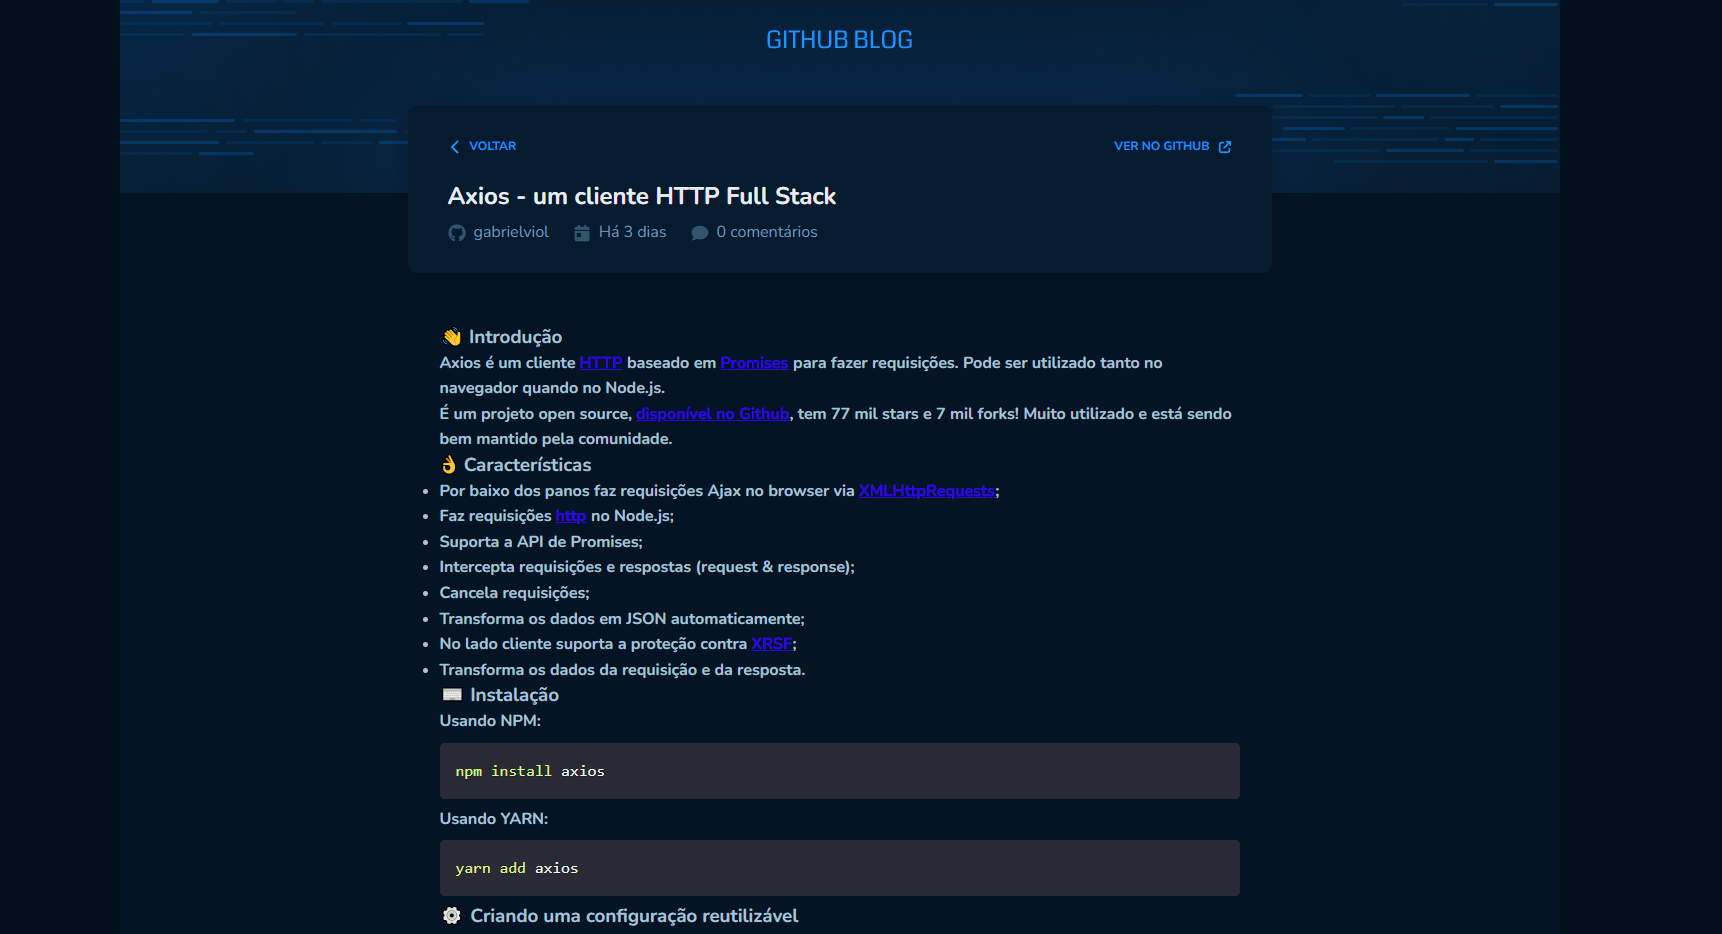 GITHUB BLOG
VOLTAR
VER NO GITHUB
Axios - um cliente HTTP Full Stack
gabrielviol Há 3 dias 0 comentários
👋 Introdução
Axios é um cliente HTTP baseado em Promises para fazer requisições. Pode ser utilizado tanto no
navegador quando no Node.js.
É um projeto open source, disponível no Github, tem 77 mil stars e 7 mil forks! Muito utilizado e está sendo
bem mantido pela comunidade.
👌 Características
• Por baixo dos panos faz requisições Ajax no browser via XMLHttpRequests;
• Faz requisições http no Node.js;
• Suporta a API de Promises;
• Intercepta requisições e respostas (request & response);
• Cancela requisições;
• Transforma os dados em JSON automaticamente;
• No lado cliente suporta a proteção contra XRSF;
• Transforma os dados da requisição e da resposta.
⌨️ Instalação
Usando NPM:
npm install axios
Usando YARN:
yarn add axios
⚙️ Criando uma configuração reutilizável